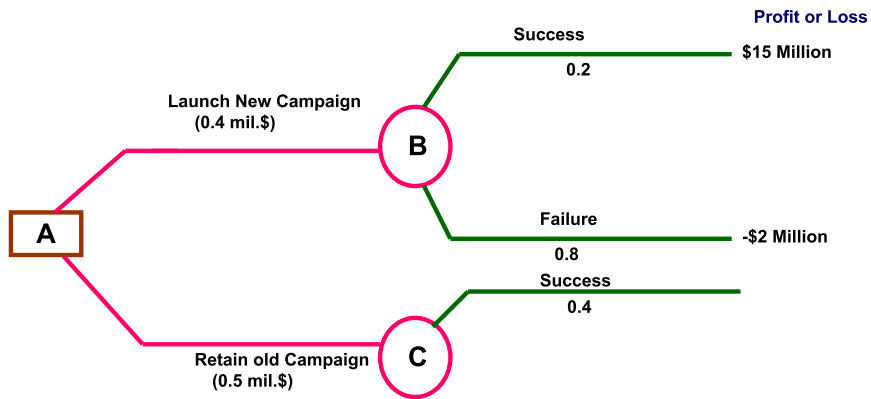 Profit or Loss
Success
$15 Million
0.2
Launch New Campaign
(0.4 mil.$)
B
A
Failure
-$2 Million
0.8
Success
0.4
C
Retain old Campaign
(0.5 mil.$)